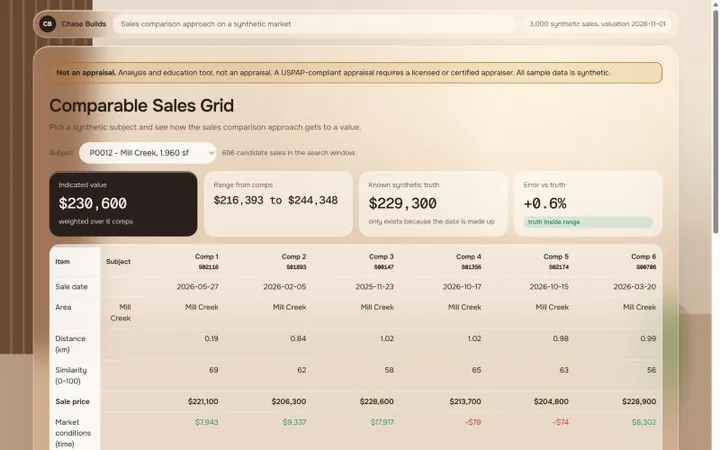 CB Chase Builds Sales comparison approach on a synthetic market 3,000 synthetic sales, valuation 2026-11-01
Not an appraisal. Analysis and education tool, not an appraisal. A USPAP-compliant appraisal requires a licensed or certified appraiser. All sample data is synthetic.
Comparable Sales Grid
Pick a synthetic subject and see how the sales comparison approach gets to a value.
Subject P0012 - Mill Creek, 1,960 sf 696 candidate sales in the search window.
Indicated value
$230,600
weighted over 6 comps
Range from comps
$216,393 to $244,348
Known synthetic truth
$229,300
only exists because the data is made up
Error vs truth
+0.6%
truth inside range
Item Subject Comp 1 Comp 2 Comp 3 Comp 4 Comp 5 Comp 6
S02116 S01893 S00147 S01356 S02174 S00706
Sale date 2026-05-27 2026-02-05 2025-11-23 2026-10-17 2026-10-15 2026-03-20
Area Mill Creek Mill Creek Mill Creek Mill Creek Mill Creek Mill Creek Mill Creek
Distance (km) 0.19 0.84 1.02 1.02 0.98 0.99
Similarity (0-100) 69 62 58 65 63 56
Sale price $221,100 $206,300 $228,600 $213,700 $204,800 $228,900
Market conditions (time) $7,943 $9,337 $17,917 -$78 -$74 $8,302